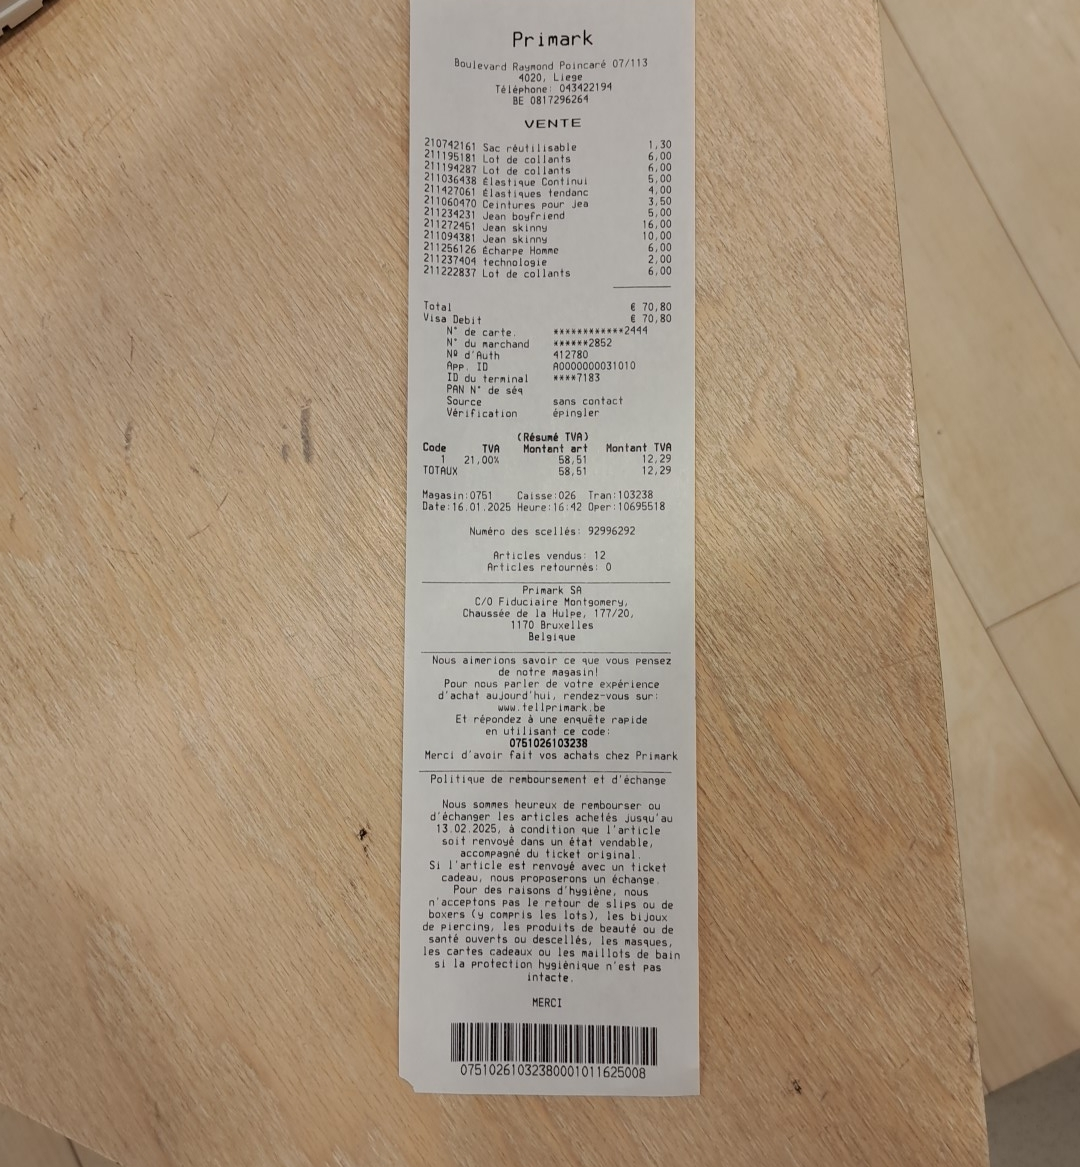 Primark
Boulevard Raymond Poincaré 07/113
4020, Liege
Téléphone: 043422194
BE 0817296264
VENTE
210742161 Sac réutilisable 1,30
211195181 Lot de collants 6,00
211194287 Lot de collants 6,00
211036438 Élastique Continui 5,00
211427061 Élastiques tendanc 4,00
211060470 Ceintures pour jea 3,50
211234231 Jean boyfriend 5,00
211272451 Jean skinny 16,00
211094381 Jean skinny 10,00
211256126 Écharpe Homme 6,00
211237404 technologie 2,00
211222837 Lot de collants 6,00
Total € 70,80
Visa Debit € 70,80
N° de carte. ************2444
N° du marchand ******2852
Nº d'Auth 412780
App. ID A0000000031010
ID du terminal ****7183
PAN N° de séq
Source sans contact
Vérification épingler
(Résumé TVA)
Code TVA Montant art Montant TVA
1 21,00% 58,51 12,29
TOTAUX 58,51 12,29
Magasin:0751 Caisse:026 Tran:103238
Date:16.01.2025 Heure:16:42 Oper:10695518
Numéro des scellés: 92996292
Articles vendus: 12
Articles retournés: 0
Primark SA
C/O Fiduciaire Montgomery,
Chaussée de la Hulpe, 177/20,
1170 Bruxelles
Belgique
Nous aimerions savoir ce que vous pensez
de notre magasin!
Pour nous parler de votre expérience
d'achat aujourd'hui, rendez-vous sur:
www.tellprimark.be
Et répondez à une enquête rapide
en utilisant ce code:
0751026103238
Merci d'avoir fait vos achats chez Primark
Politique de remboursement et d'échange
Nous sommes heureux de rembourser ou
d'échanger les articles achetés jusqu'au
13.02.2025, à condition que l'article
soit renvoyé dans un état vendable,
accompagné du ticket original.
Si l'article est renvoyé avec un ticket
cadeau, nous proposerons un échange.
Pour des raisons d'hygiène, nous
n'acceptons pas le retour de slips ou de
boxers (y compris les lots), les bijoux
de piercing, les produits de beauté ou de
santé ouverts ou descellés, les masques,
les cartes cadeaux ou les maillots de bain
si la protection hygiénique n'est pas
intacte.
MERCI
07510261032380001011625008